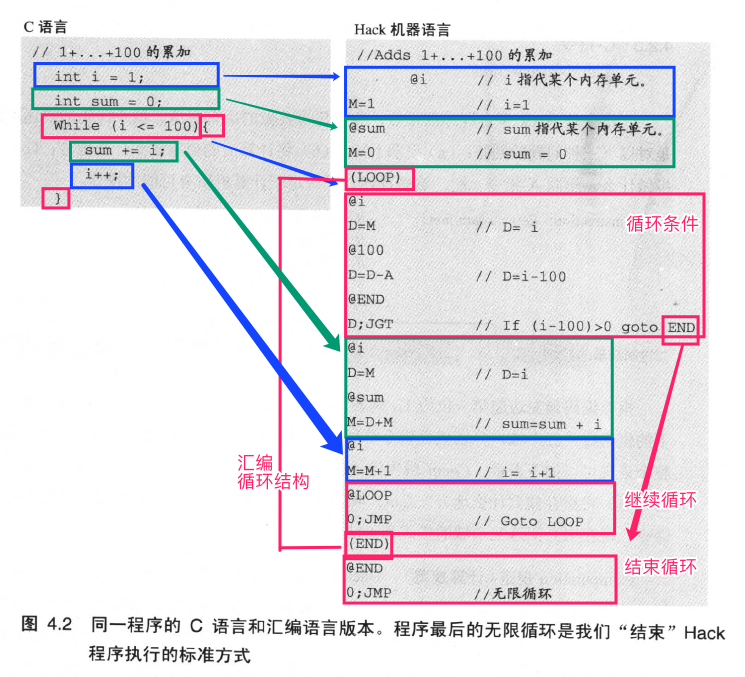 C 语言
// 1+...+100 的累加
int i = 1;
int sum = 0;
While (i <= 100){
sum += i;
i++;
}
Hack 机器语言
//Adds 1+...+100 的累加
@i // i 指代某个内存单元。
M=1 // i=1
@sum // sum 指代某个内存单元。
M=0 // sum = 0
(LOOP)
@i
D=M // D= i
@100
D=D-A // D=i-100
@END
D;JGT // If (i-100)>0 goto END
@i
D=M // D=i
@sum
M=D+M // sum=sum + i
@i
M=M+1 // i= i+1
@LOOP
0;JMP // Goto LOOP
(END)
@END
0;JMP //无限循环
循环条件
汇编
循环结构
继续循环
结束循环
图 4.2 同一程序的 C 语言和汇编语言版本。程序最后的无限循环是我们“结束”Hack
程序执行的标准方式